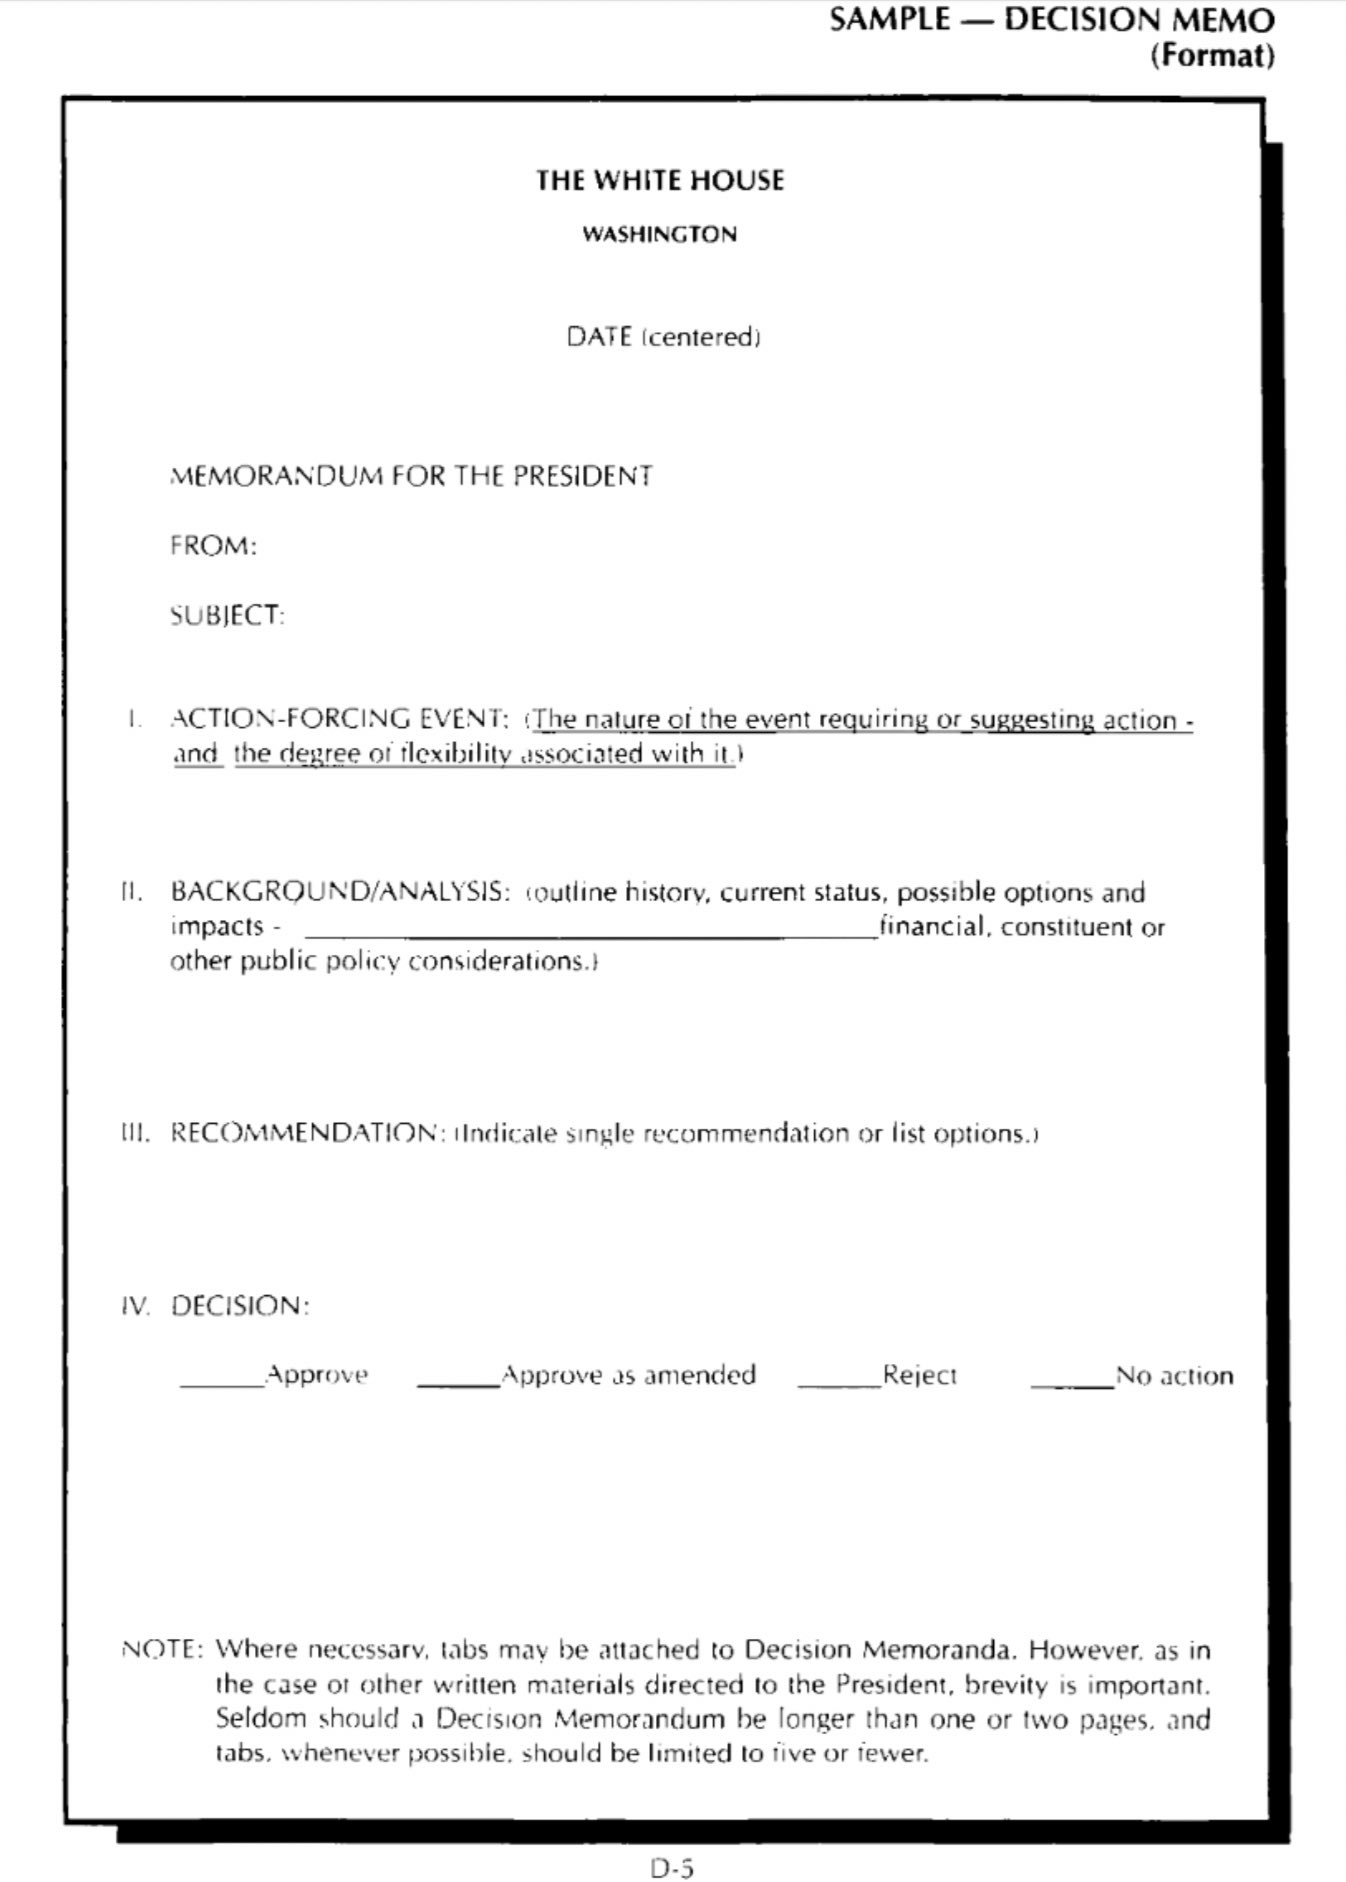 SAMPLE — DECISION MEMO
(Format)
THE WHITE HOUSE
WASHINGTON
DATE (centered)
MEMORANDUM FOR THE PRESIDENT
FROM:
SUBJECT:
I. ACTION-FORCING EVENT: (The nature of the event requiring or suggesting action -
and the degree of flexibility associated with it.)
II. BACKGROUND/ANALYSIS: (outline history, current status, possible options and
impacts - ____________________financial, constituent or
other public policy considerations.)
III. RECOMMENDATION: (Indicate single recommendation or list options.)
IV. DECISION:
______Approve ______Approve as amended ______Reject ______No action
NOTE: Where necessary, tabs may be attached to Decision Memoranda. However, as in
the case of other written materials directed to the President, brevity is important.
Seldom should a Decision Memorandum be longer than one or two pages, and
tabs, whenever possible, should be limited to five or fewer.
D-5